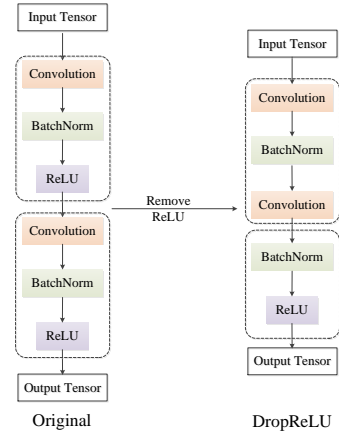 Input Tensor
Convolution
BatchNorm
ReLU
Convolution
BatchNorm
ReLU
Output Tensor
Original
Remove
ReLU
Input Tensor
Convolution
BatchNorm
Convolution
BatchNorm
ReLU
Output Tensor
DropReLU